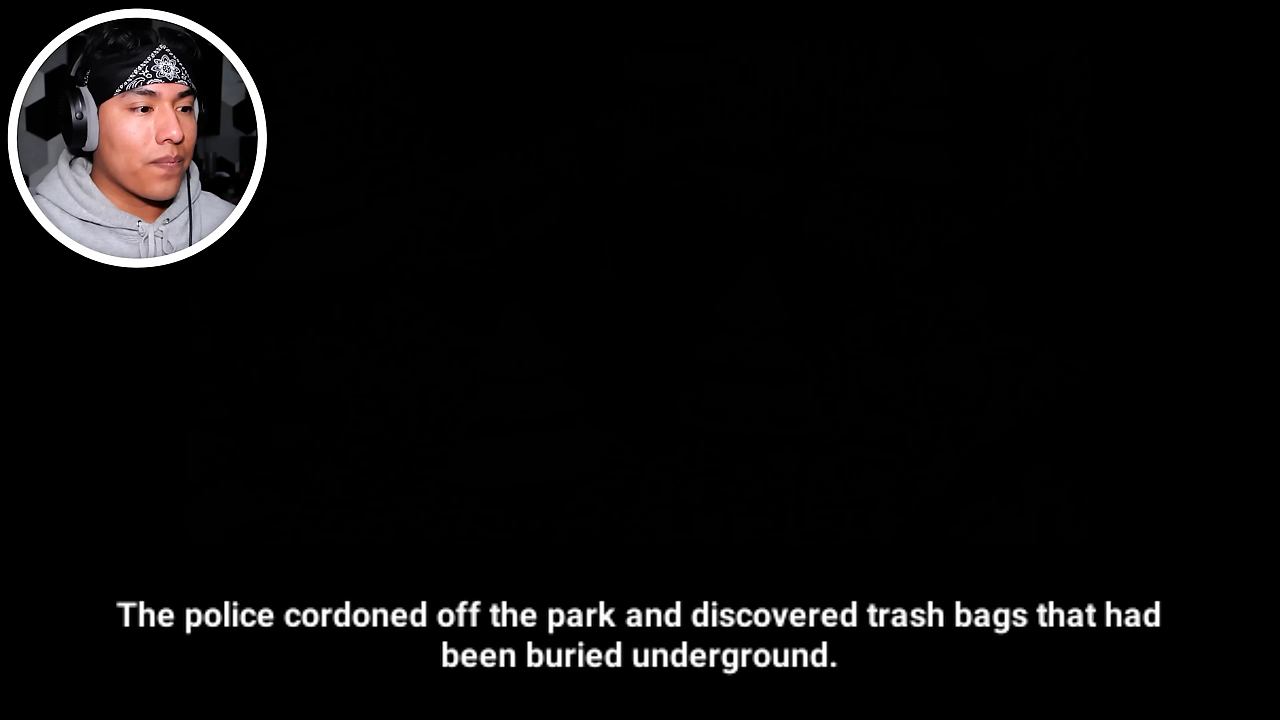 The police cordoned off the park and discovered trash bags that had
been buried underground.